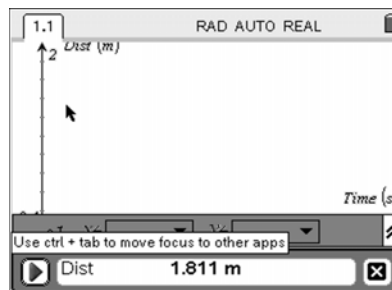 1.1 RAD AUTO REAL
2 Dist (m)
Time (s
Use ctrl + tab to move focus to other apps
Dist 1.811 m